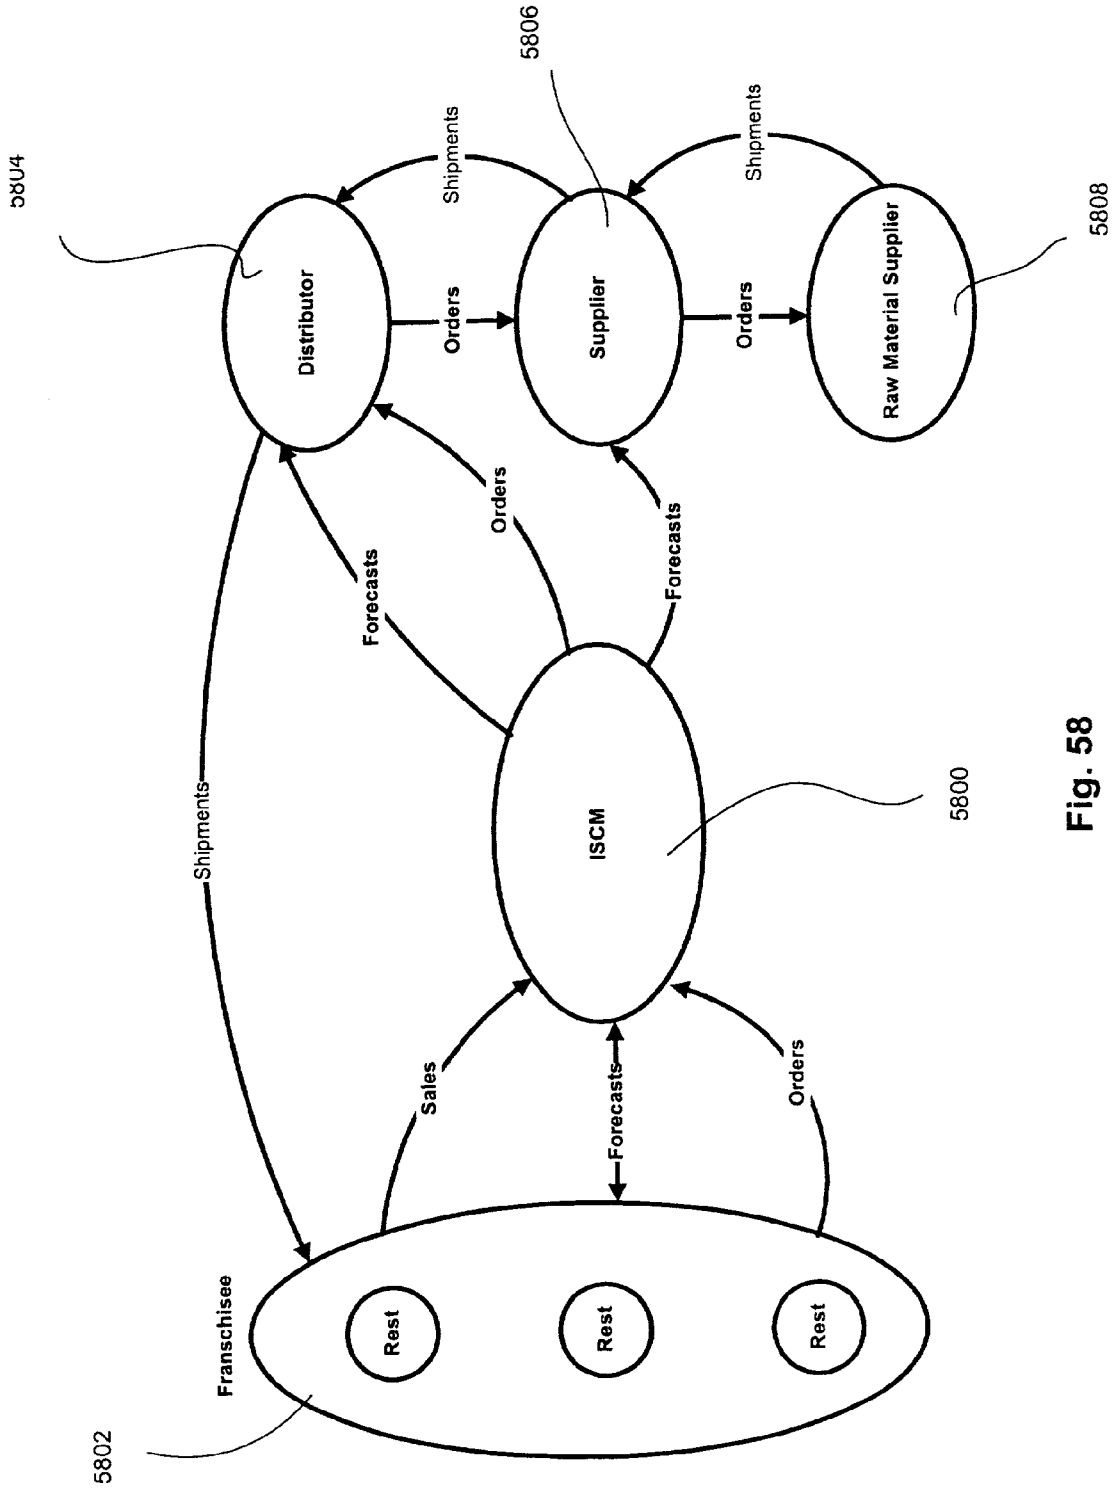 5802
Franschisee
Rest
Rest
Rest
Shipments
Sales
Forecasts
Orders
ISCM
5800
Forecasts
Orders
Forecasts
5804
Distributor
Shipments
Orders
5806
Supplier
Shipments
Orders
Raw Material Supplier
5808
Fig. 58